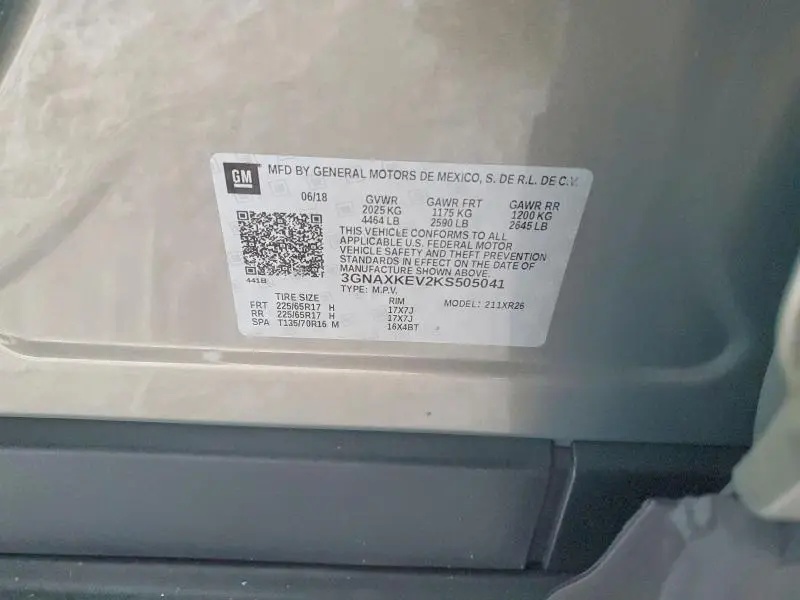 GM MFD BY GENERAL MOTORS DE MEXICO, S. DE R.L. DE C.V.
06/18 GVWR GAWR FRT GAWR RR
2025 KG 1175 KG 1200 KG
4464 LB 2590 LB 2645 LB
THIS VEHICLE CONFORMS TO ALL
APPLICABLE U.S. FEDERAL MOTOR
VEHICLE SAFETY AND THEFT PREVENTION
STANDARDS IN EFFECT ON THE DATE OF
MANUFACTURE SHOWN ABOVE.
441B 3GNAXKEV2KS505041
TYPE: M.P.V. MODEL: 211XR26
TIRE SIZE RIM
FRT 225/65R17 H 17X7J
RR 225/65R17 H 17X7J
SPA T135/70R16 M 16X4BT